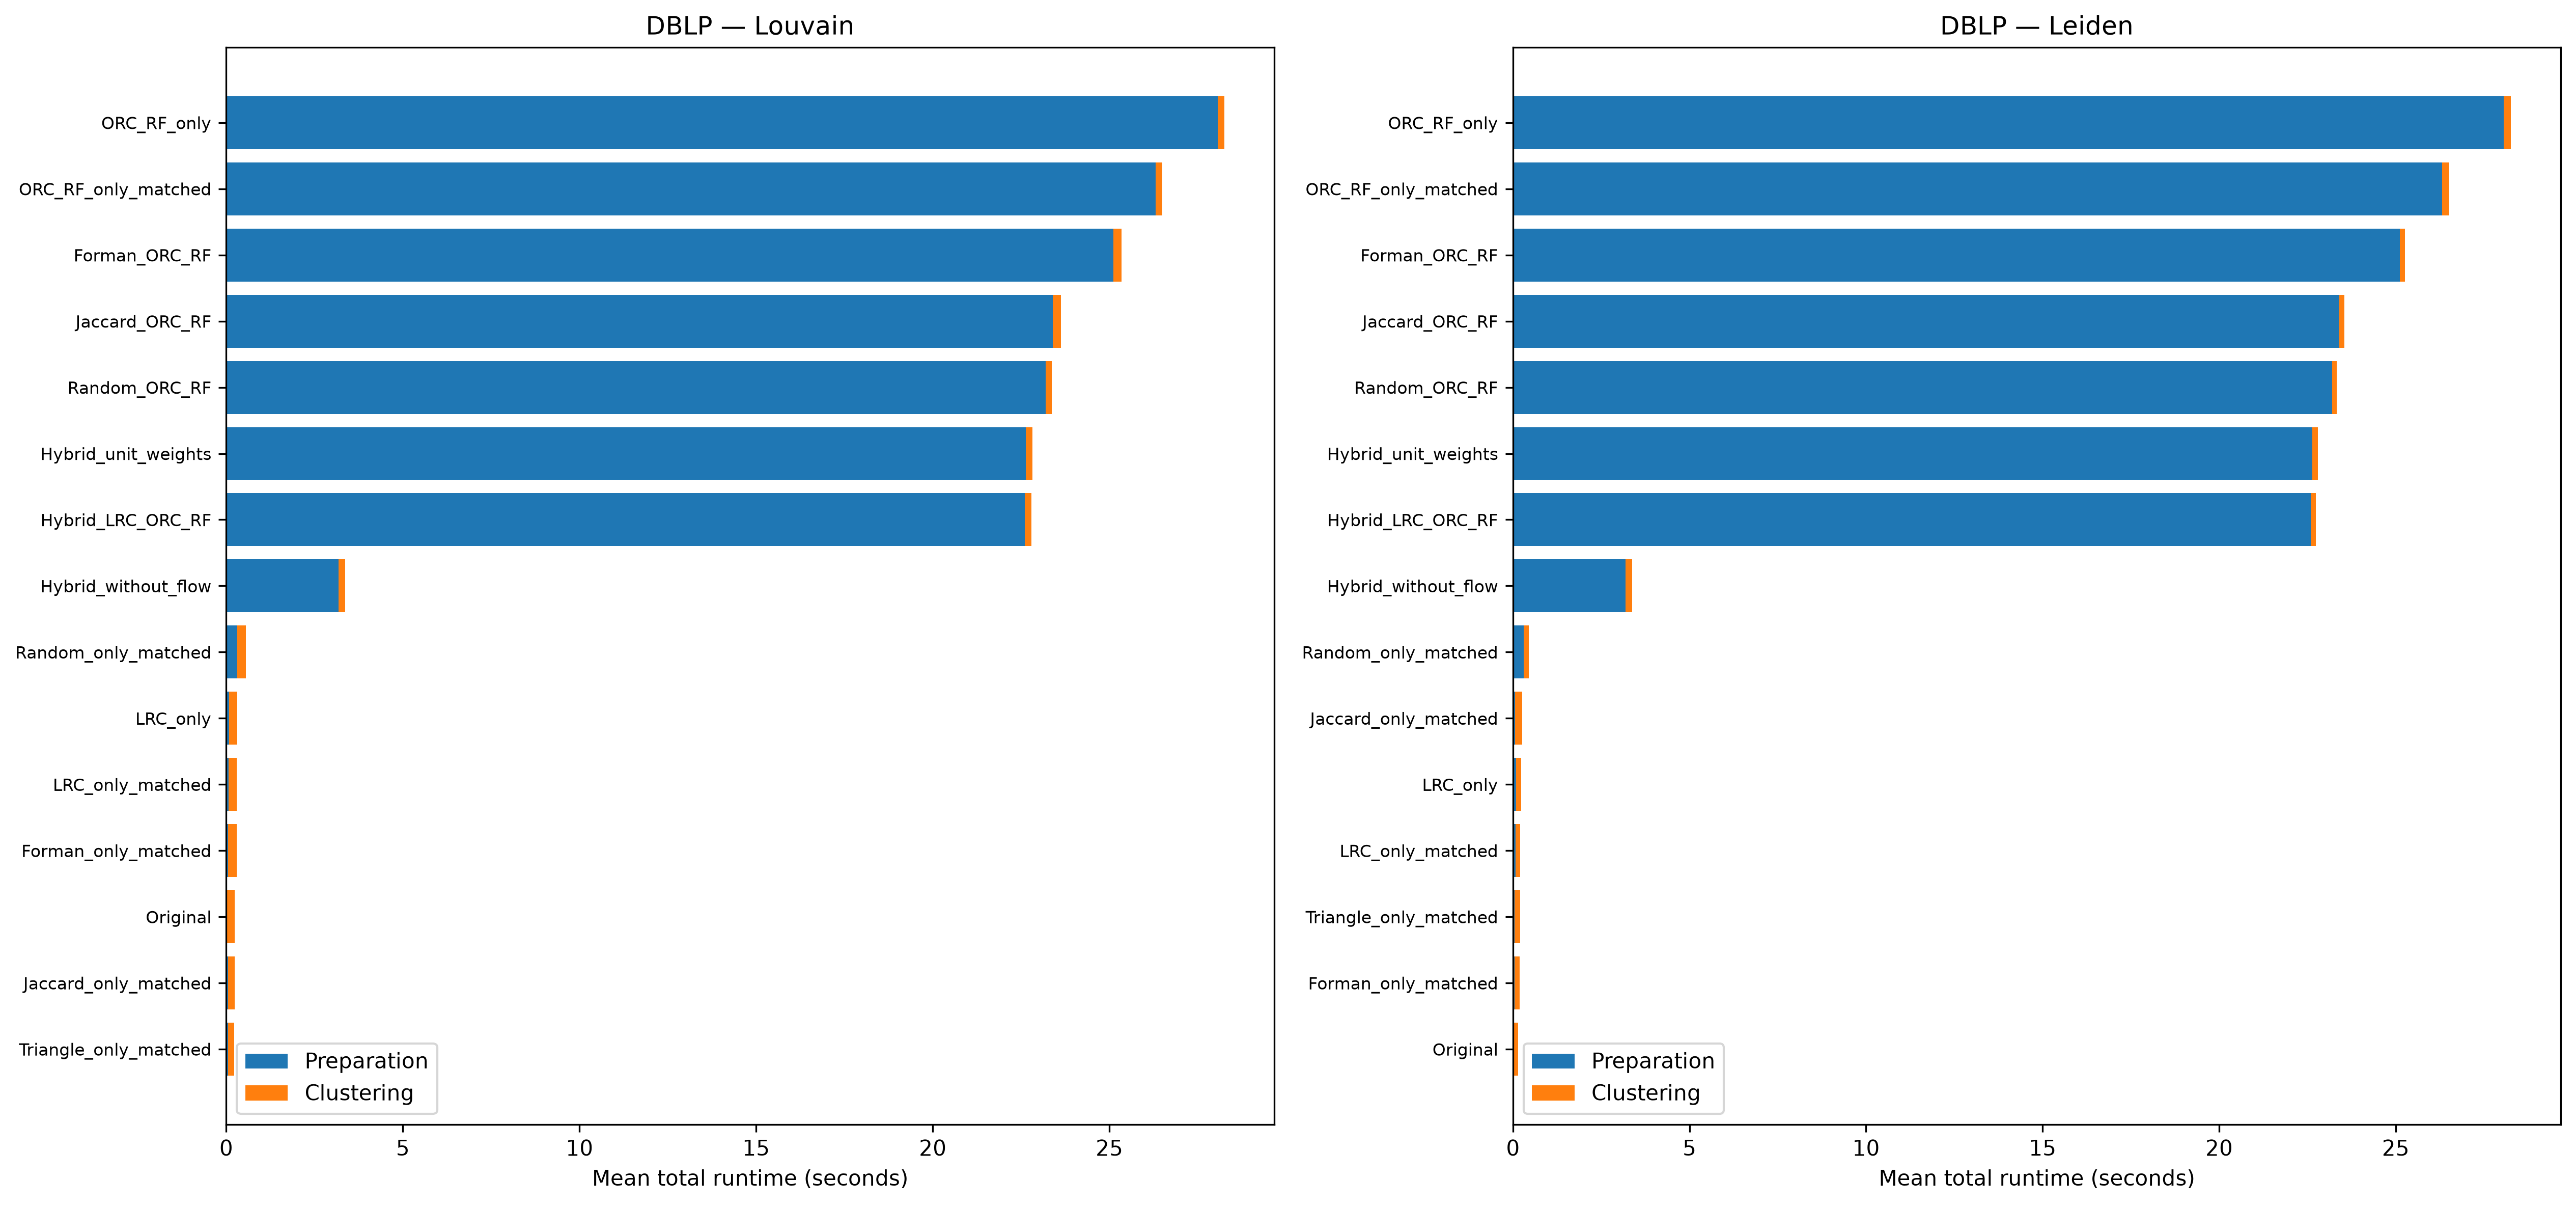 DBLP — Louvain
ORC_RF_only
ORC_RF_only_matched
Forman_ORC_RF
Jaccard_ORC_RF
Random_ORC_RF
Hybrid_unit_weights
Hybrid_LRC_ORC_RF
Hybrid_without_flow
Random_only_matched
LRC_only
LRC_only_matched
Forman_only_matched
Original
Jaccard_only_matched
Triangle_only_matched
Preparation
Clustering
0 5 10 15 20 25
Mean total runtime (seconds)
DBLP — Leiden
ORC_RF_only
ORC_RF_only_matched
Forman_ORC_RF
Jaccard_ORC_RF
Random_ORC_RF
Hybrid_unit_weights
Hybrid_LRC_ORC_RF
Hybrid_without_flow
Random_only_matched
Jaccard_only_matched
LRC_only
LRC_only_matched
Triangle_only_matched
Forman_only_matched
Original
Preparation
Clustering
0 5 10 15 20 25
Mean total runtime (seconds)